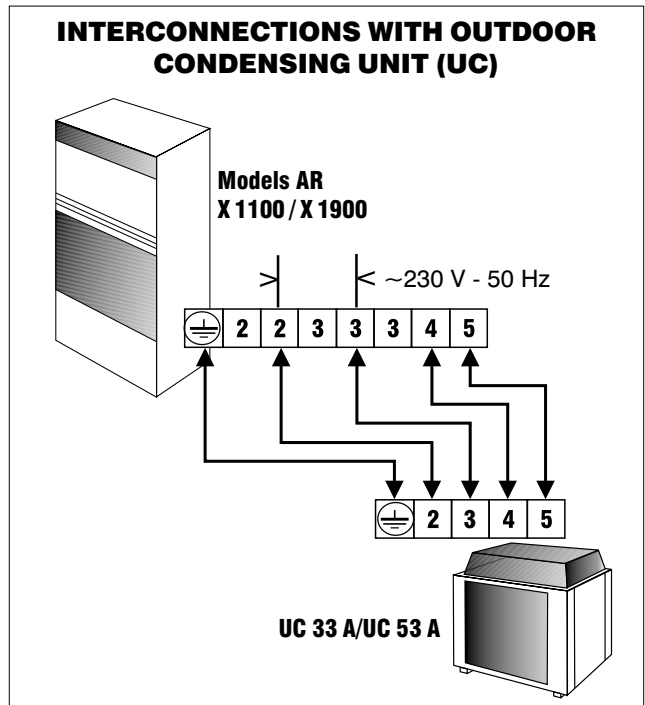 INTERCONNECTIONS WITH OUTDOOR
CONDENSING UNIT (UC)
Models AR
X 1100 / X 1900
~230 V - 50 Hz
2 2 3 3 3 4 5
2 3 4 5
UC 33 A/UC 53 A